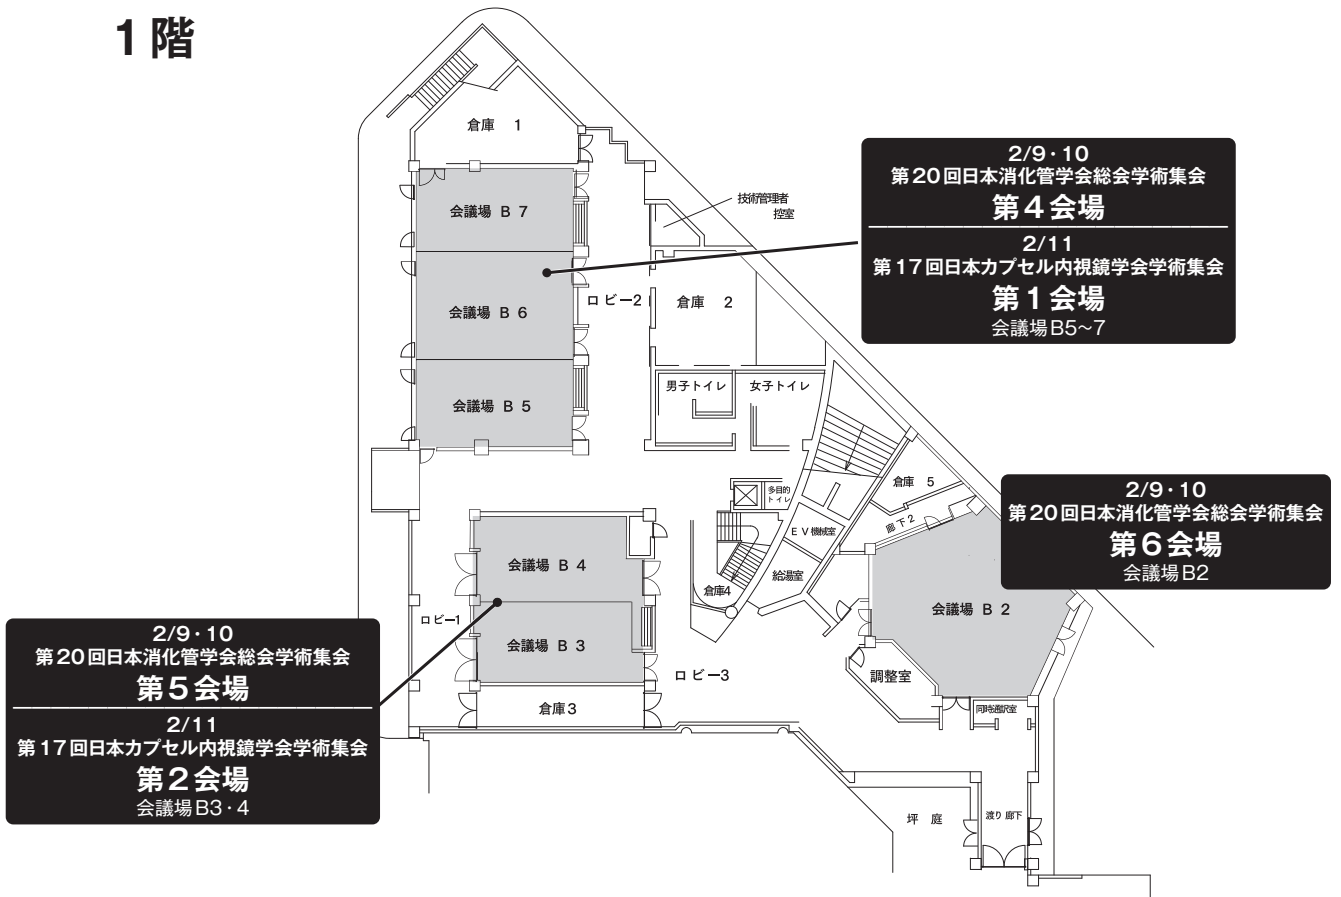 1階
倉庫 1
会議場 B 7
技術管理者
控室
2/9・10
第20回日本消化管学会総会学術集会
第4会場
2/11
第17回日本カプセル内視鏡学会学術集会
第1会場
会議場B5~7
会議場 B 6
ロビー2
倉庫 2
男子トイレ
女子トイレ
会議場 B 5
多目的
トイレ
倉庫 5
廊下2
EV機械室
2/9・10
第20回日本消化管学会総会学術集会
第6会場
会議場B2
会議場 B 4
給湯室
倉庫4
会議場 B 2
ロビー1
会議場 B 3
ロビー3
調整室
2/9・10
第20回日本消化管学会総会学術集会
第5会場
2/11
第17回日本カプセル内視鏡学会学術集会
第2会場
会議場B3・4
倉庫3
同時通訳室
坪 庭
渡り廊下